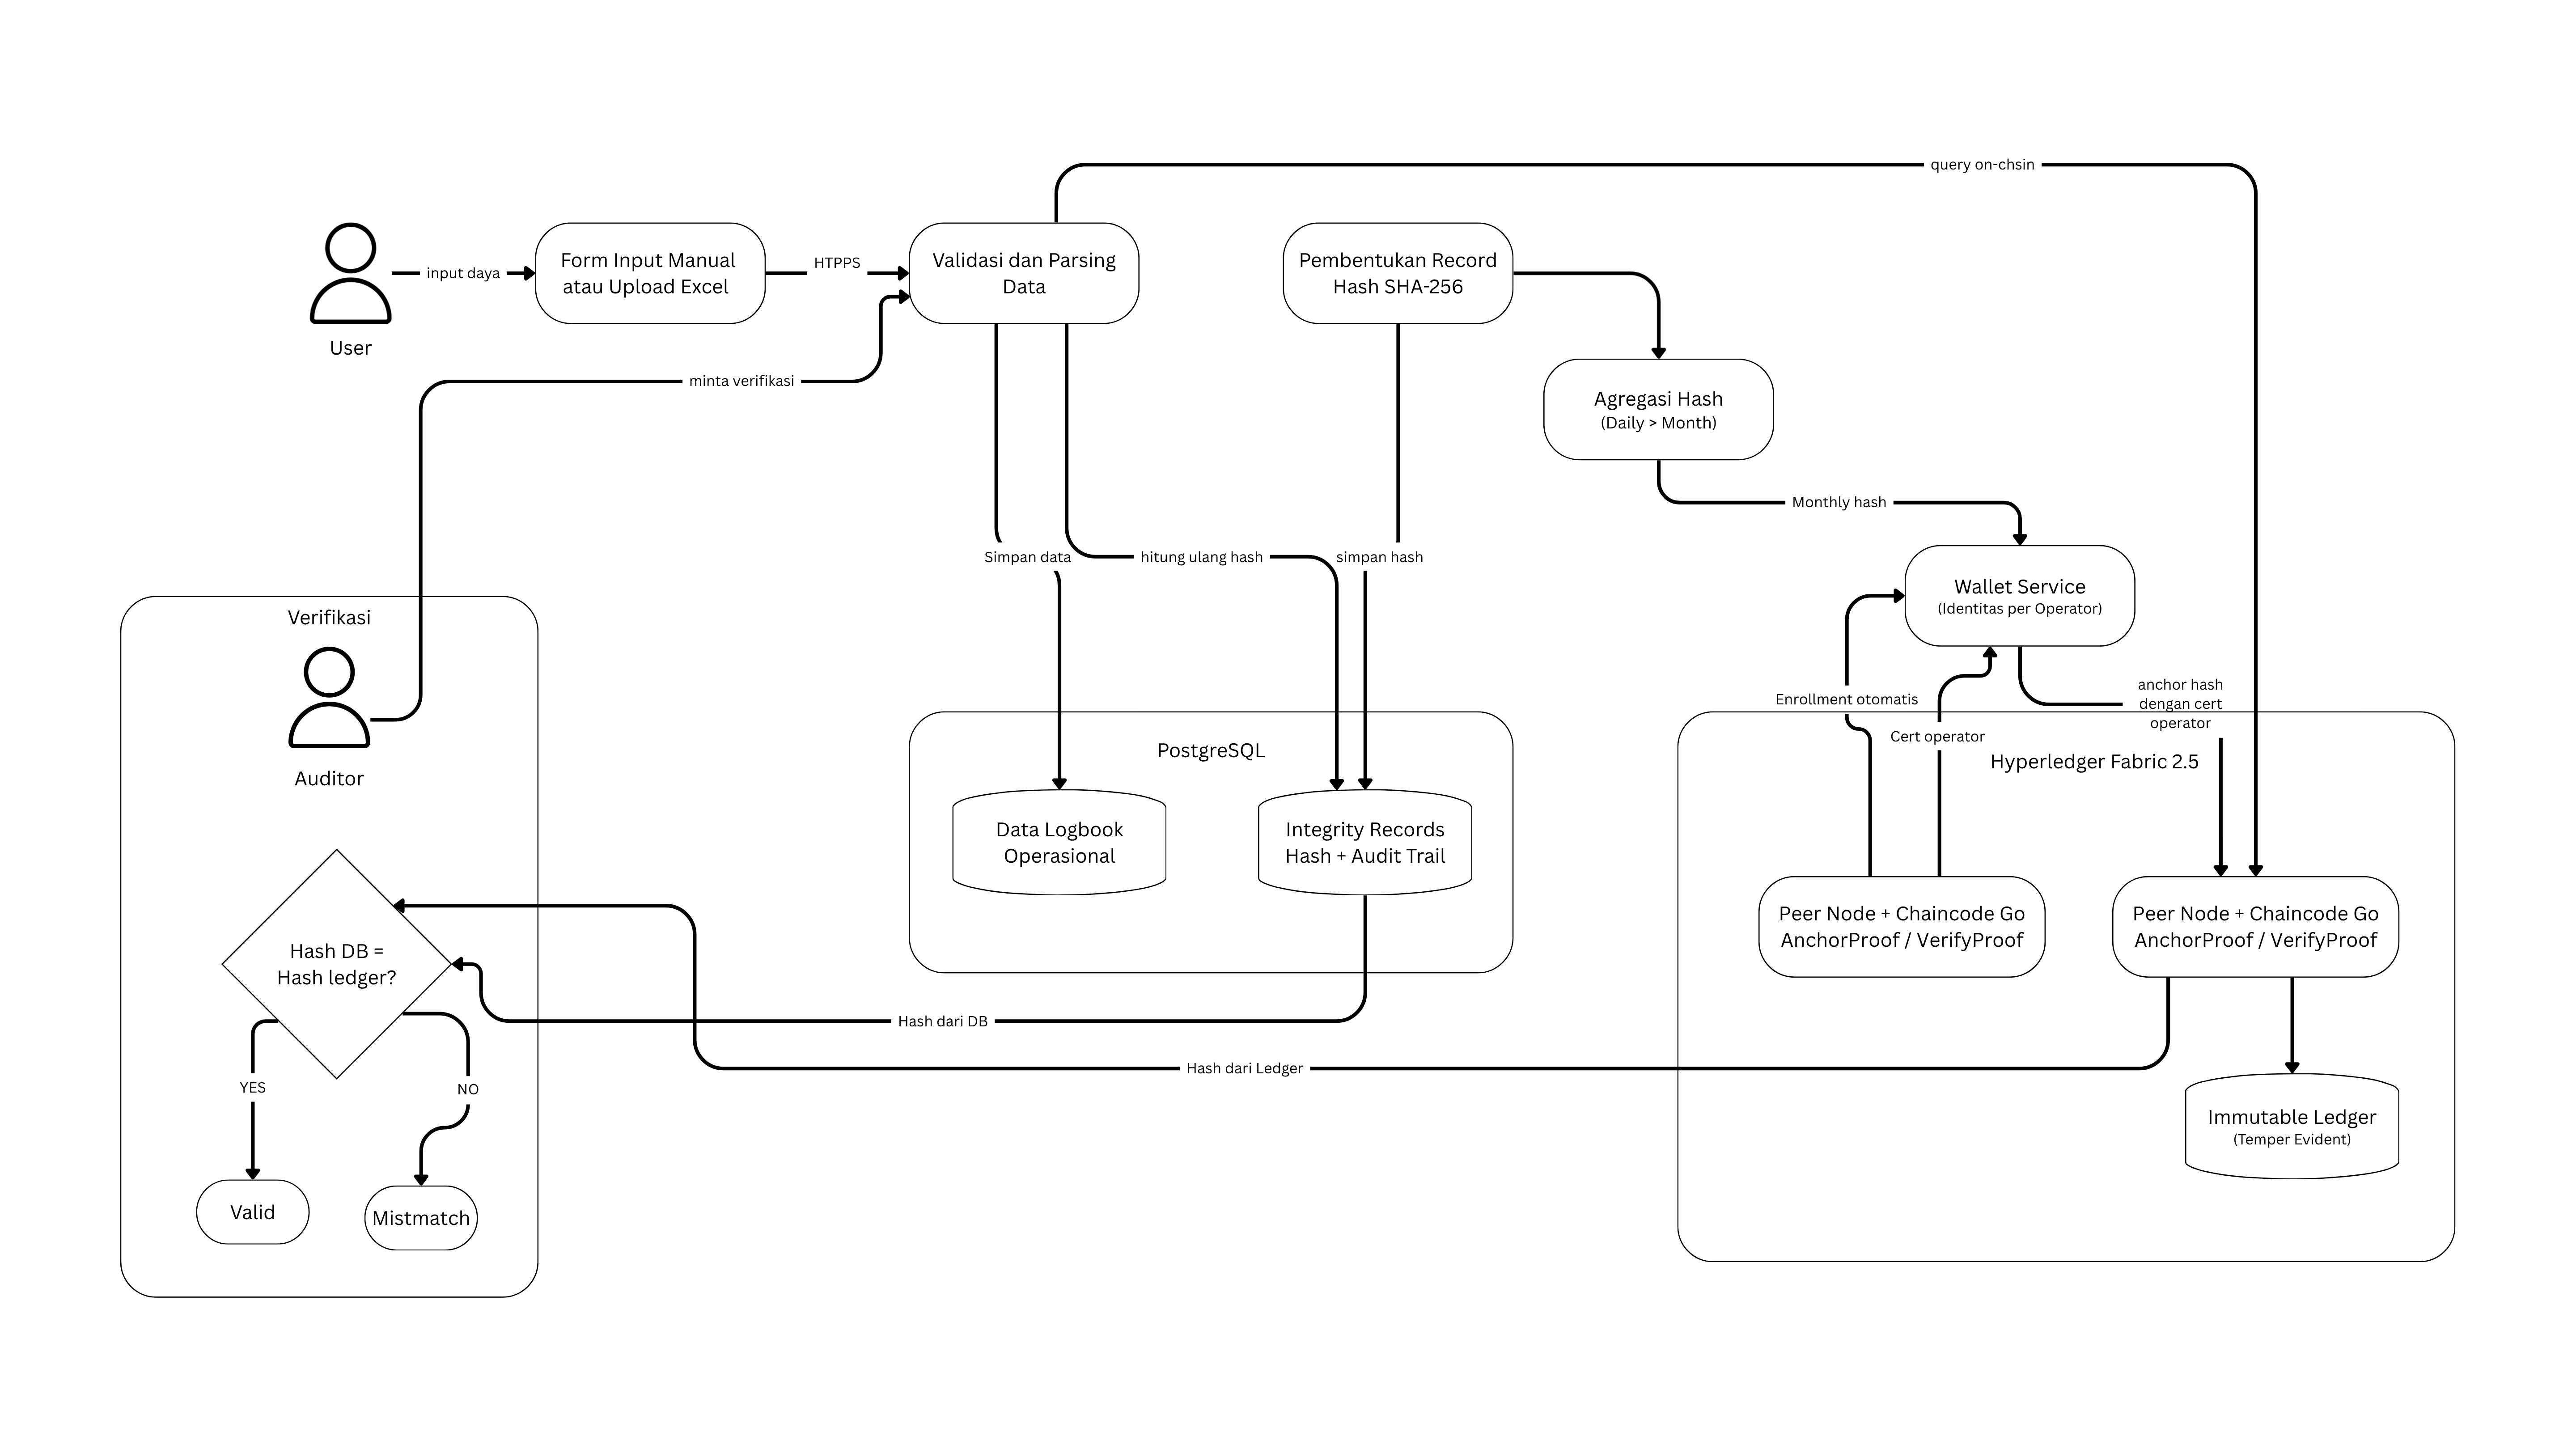 query on-chsin
User
input daya
Form Input Manual
atau Upload Excel
HTPPS
Validasi dan Parsing
Data
Pembentukan Record
Hash SHA-256
minta verifikasi
Agregasi Hash
(Daily > Month)
Monthly hash
Simpan data
hitung ulang hash
simpan hash
Wallet Service
(Identitas per Operator)
Enrollment otomatis
Cert operator
anchor hash
dengan cert
operator
Verifikasi
Auditor
PostgreSQL
Data Logbook
Operasional
Integrity Records
Hash + Audit Trail
Hyperledger Fabric 2.5
Peer Node + Chaincode Go
AnchorProof / VerifyProof
Peer Node + Chaincode Go
AnchorProof / VerifyProof
Hash DB =
Hash ledger?
Hash dari DB
Hash dari Ledger
YES
NO
Immutable Ledger
(Temper Evident)
Valid
Mistmatch